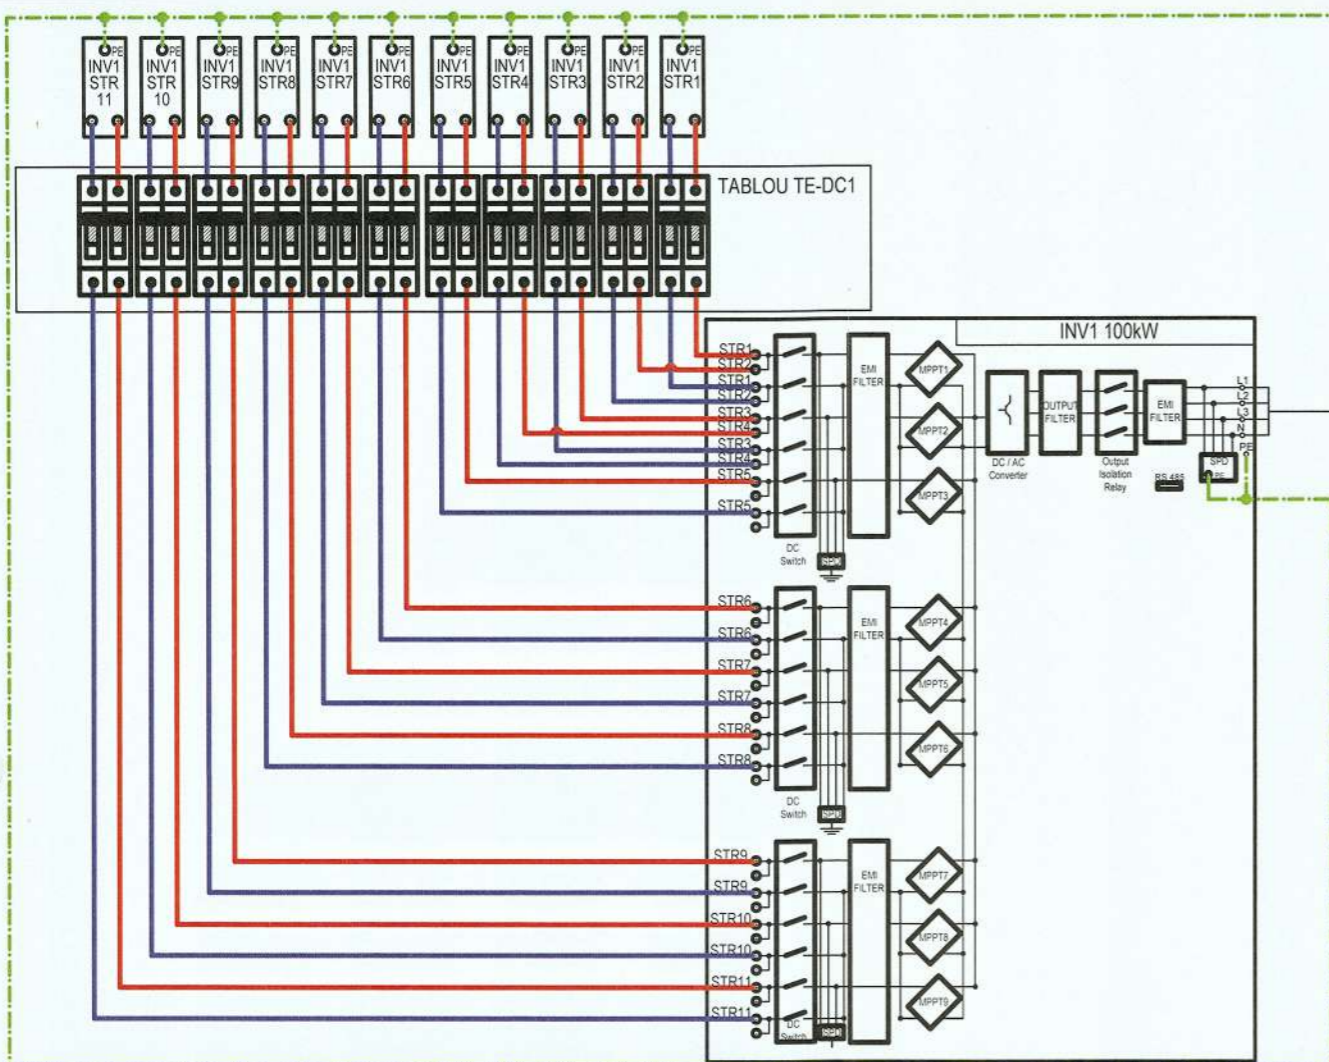 PE PE PE PE PE PE PE PE PE PE PE
INV1 INV1 INV1 INV1 INV1 INV1 INV1 INV1 INV1 INV1 INV1
STR STR STR9 STR8 STR7 STR6 STR5 STR4 STR3 STR2 STR1
11 10
TABLOU TE-DC1
INV1 100kW
STR1
STR2
STR1
STR2
STR3
STR4
STR3
STR4
STR5
STR5
DC
Switch
SPD
EMI
FILTER
MPPT1
MPPT2
MPPT3
DC / AC
Converter
OUTPUT
FILTER
Output
Isolation
Relay
EMI
FILTER
RS 485
L1
L2
L3
N
PE
SPD
PE
STR6
STR6
STR7
STR7
STR8
STR8
DC
Switch
SPD
EMI
FILTER
MPPT4
MPPT5
MPPT6
STR9
STR9
STR10
STR10
STR11
STR11
DC
Switch
SPD
EMI
FILTER
MPPT7
MPPT8
MPPT9